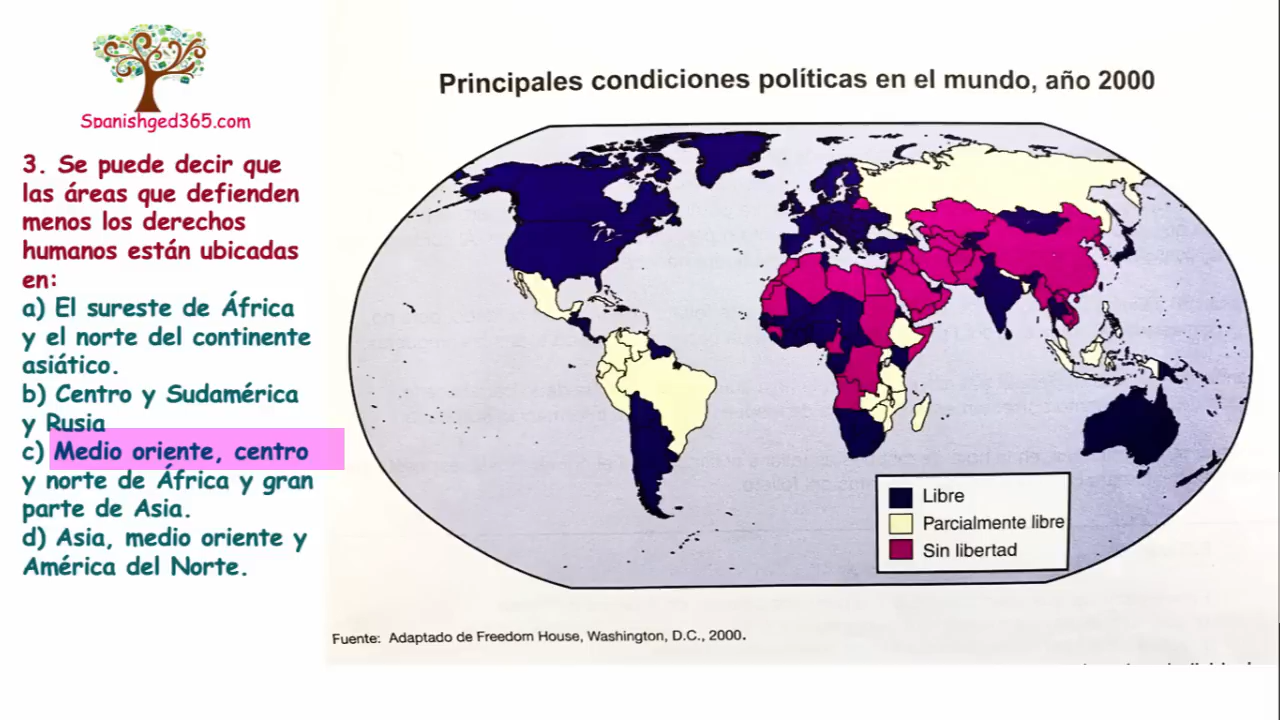 Spanishged365.com
3. Se puede decir que
las áreas que defienden
menos los derechos
humanos están ubicadas
en:
a) El sureste de África
y el norte del continente
asiático.
b) Centro y Sudamérica
y Rusia
c) Medio oriente, centro
y norte de África y gran
parte de Asia.
d) Asia, medio oriente y
América del Norte.
Principales condiciones políticas en el mundo, año 2000
Libre
Parcialmente libre
Sin libertad
Fuente: Adaptado de Freedom House, Washington, D.C., 2000.